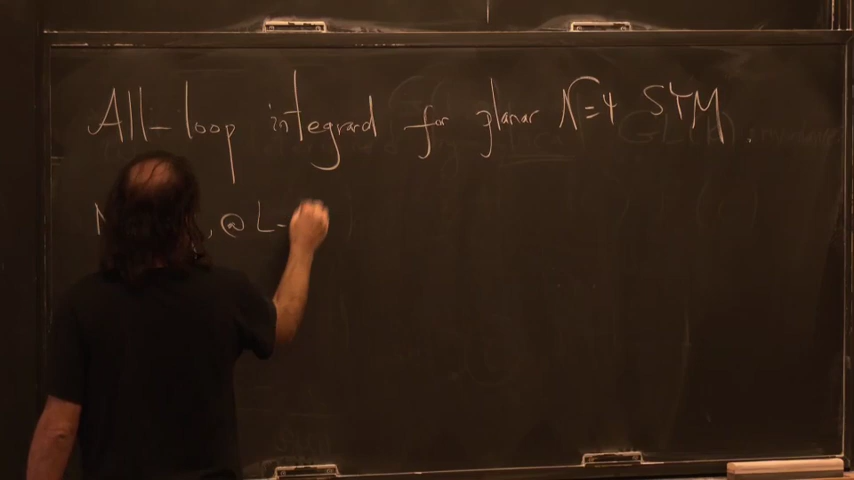 All-loop integrand for planar N=4 SYM.
N , @ L-